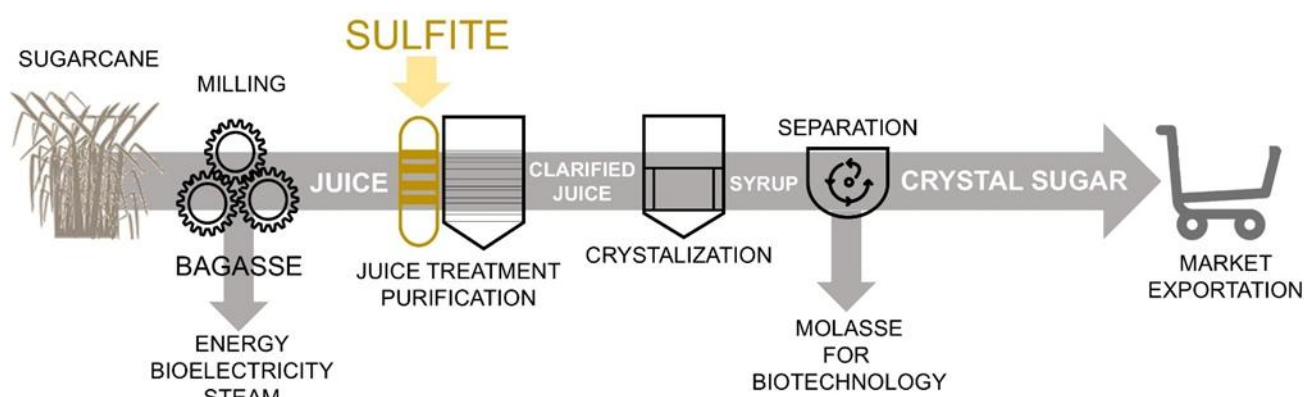 SULFITE
SUGARCANE
MILLING
SEPARATION
JUICE
CLARIFIED
JUICE
SYRUP
CRYSTAL SUGAR
BAGASSE
JUICE TREATMENT
PURIFICATION
CRYSTALIZATION
MARKET
EXPORTATION
ENERGY
BIOELECTRICITY
STEAM
MOLASSE
FOR
BIOTECHNOLOGY